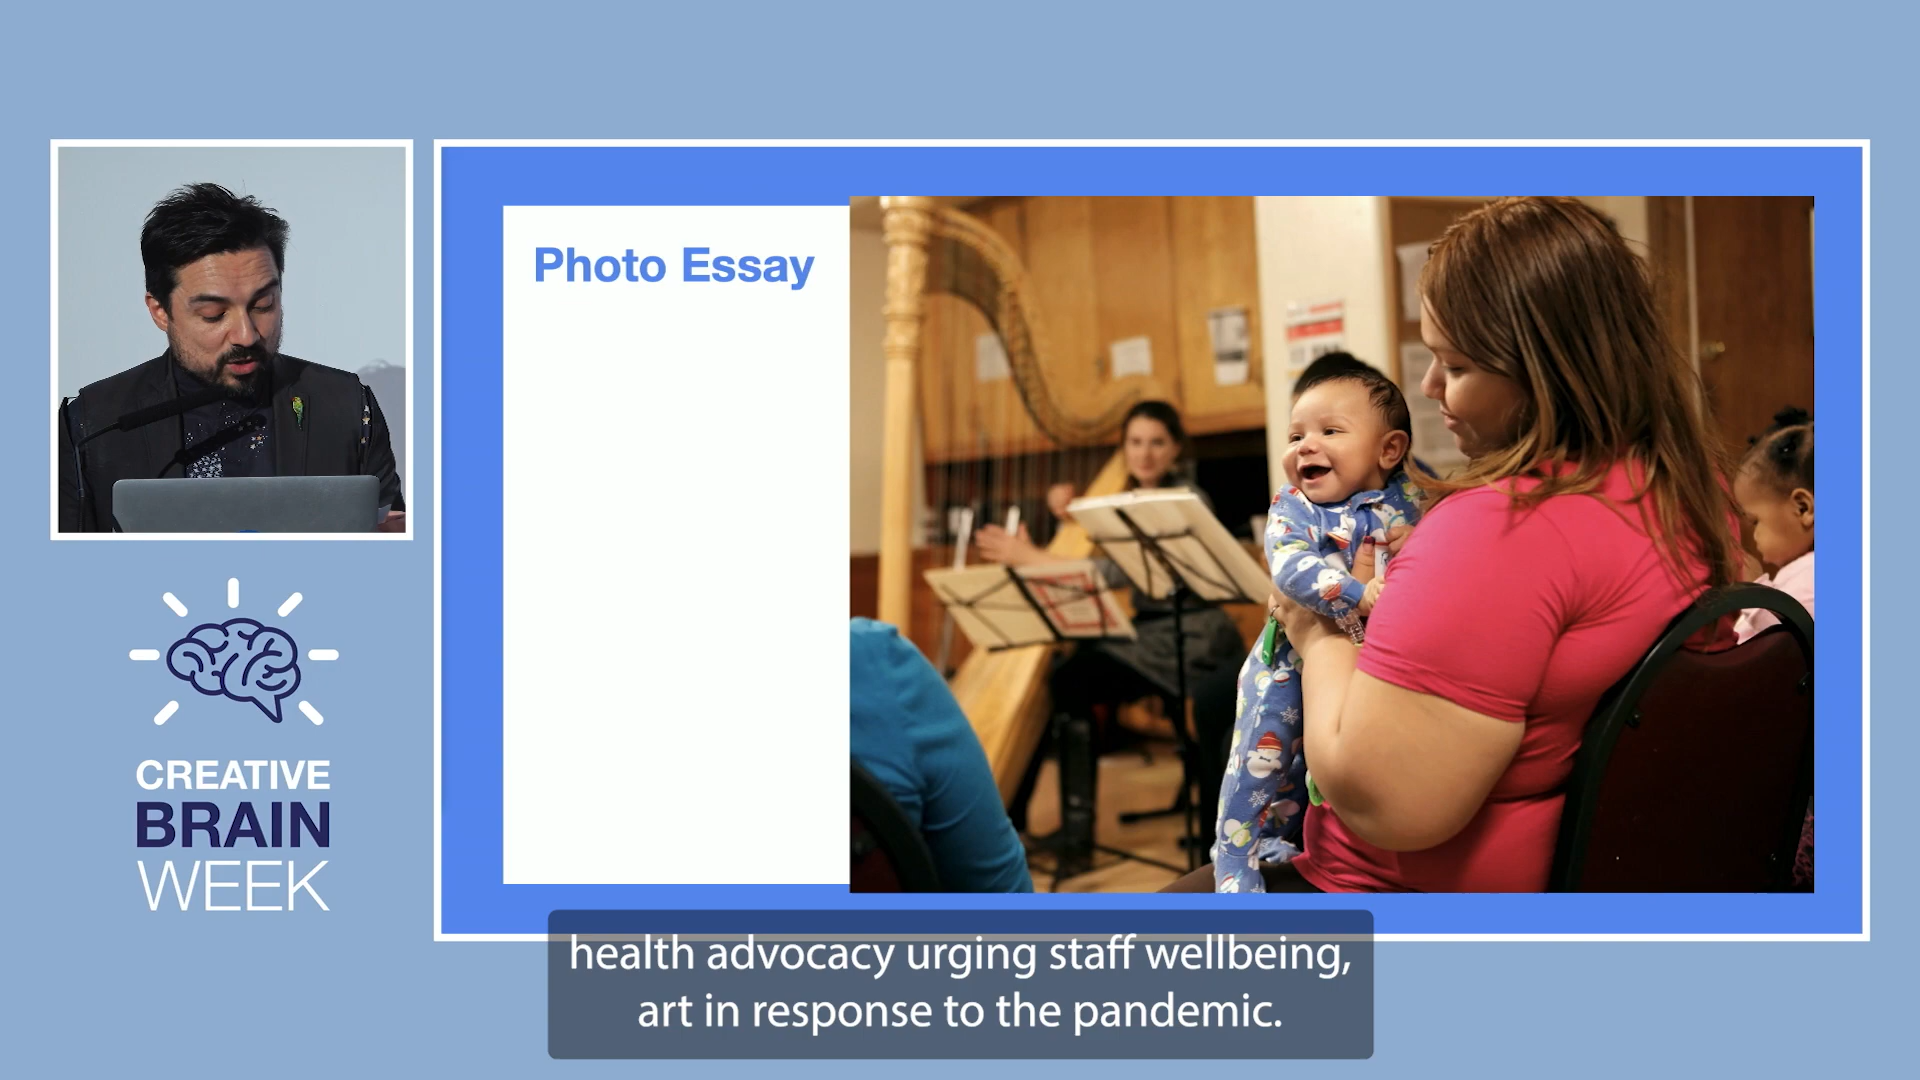 Photo Essay
CREATIVE
BRAIN
WEEK
health advocacy urging staff wellbeing,
art in response to the pandemic.